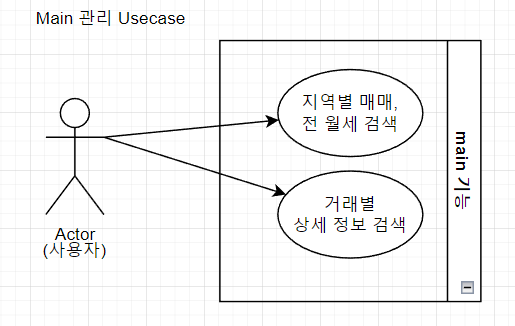 Main 관리 Usecase
지역별 매매,
전 월세 검색
거래별
상세 정보 검색
main 기능
Actor
(사용자)